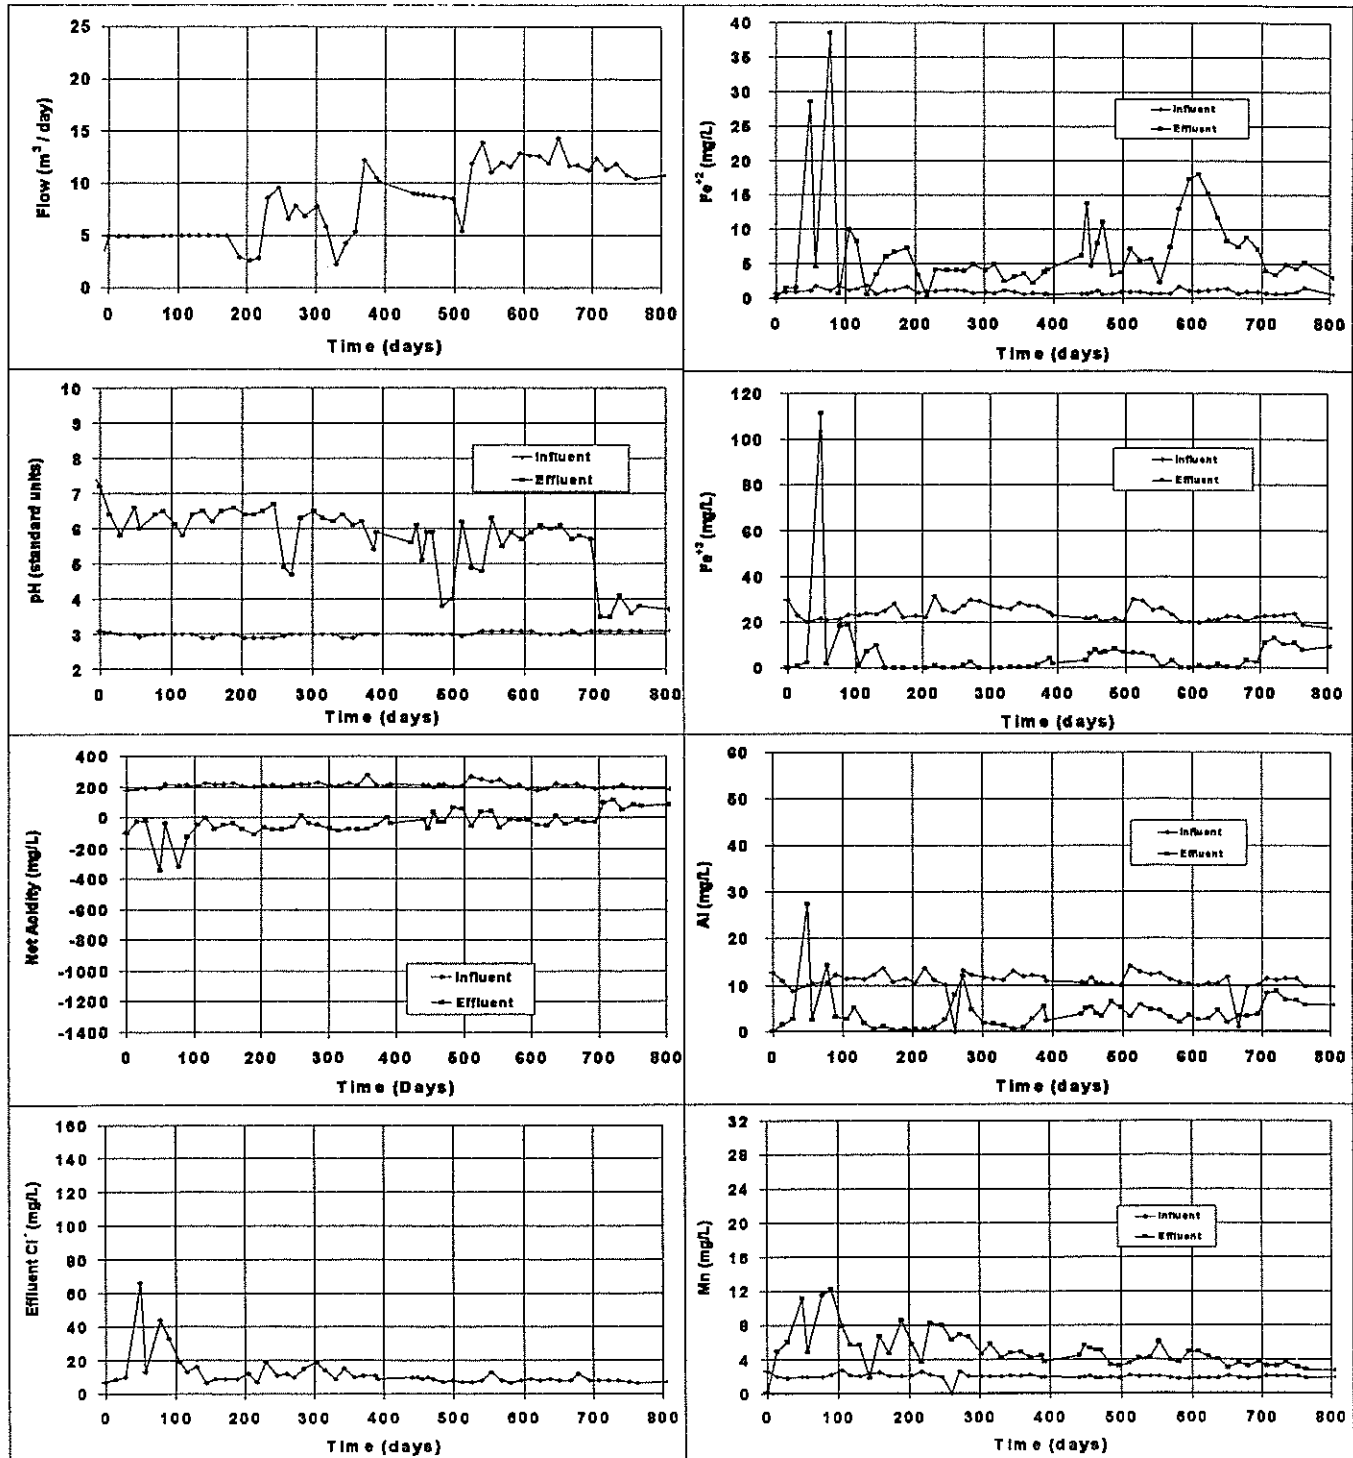 Flow (m³ / day)
25
20
15
10
5
0
0 100 200 300 400 500 600 700 800
Time (days)
Fe⁺² (mg/L)
40
35
30
25
20
15
10
5
0
Influent
Effluent
0 100 200 300 400 500 600 700 800
Time (days)
pH (standard units)
10
9
8
7
6
5
4
3
2
Influent
Effluent
0 100 200 300 400 500 600 700 800
Time (days)
Fe⁺³ (mg/L)
120
100
80
60
40
20
0
Influent
Effluent
0 100 200 300 400 500 600 700 800
Time (days)
Net Acidity (mg/L)
400
200
0
-200
-400
-600
-800
-1000
-1200
-1400
Influent
Effluent
0 100 200 300 400 500 600 700 800
Time (Days)
Al (mg/L)
60
50
40
30
20
10
0
Influent
Effluent
0 100 200 300 400 500 600 700 800
Time (days)
Effluent Cl⁻ (mg/L)
160
140
120
100
80
60
40
20
0
0 100 200 300 400 500 600 700 800
Time (days)
Mn (mg/L)
32
28
24
20
16
12
8
4
0
Influent
Effluent
0 100 200 300 400 500 600 700 800
Time (days)